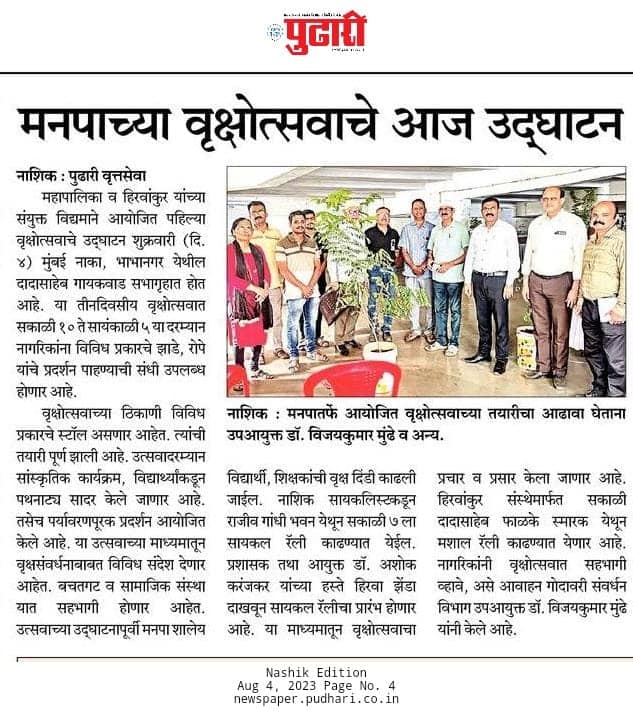 पुढारी
मनपाच्या वृक्षोत्सवाचे आज उद्घाटन
नाशिक : पुढारी वृत्तसेवा
महापालिका व हिरवांकुर यांच्या
संयुक्त विद्यमाने आयोजित पहिल्या
वृक्षोत्सवाचे उद्घाटन शुक्रवारी (दि.
४) मुंबई नाका, भाभानगर येथील
दादासाहेब गायकवाड सभागृहात होत
आहे. या तीनदिवसीय वृक्षोत्सवात
सकाळी १० ते सायंकाळी ५ या दरम्यान
नागरिकांना विविध प्रकारचे झाडे, रोपे
यांचे प्रदर्शन पाहण्याची संधी उपलब्ध
होणार आहे.
वृक्षोत्सवाच्या ठिकाणी विविध
प्रकारचे स्टॉल असणार आहेत. त्यांची
तयारी पूर्ण झाली आहे. उत्सवादरम्यान
सांस्कृतिक कार्यक्रम, विद्यार्थ्यांकडून
पथनाट्य सादर केले जाणार आहे.
तसेच पर्यावरणपूरक प्रदर्शन आयोजित
केले आहे. या उत्सवाच्या माध्यमातून
वृक्षसंवर्धनाबाबत विविध संदेश देणार
आहेत. बचतगट व सामाजिक संस्था
यात सहभागी होणार आहेत.
उत्सवाच्या उद्घाटनापूर्वी मनपा शालेय
नाशिक : मनपातर्फे आयोजित वृक्षोत्सवाच्या तयारीचा आढावा घेताना
उपआयुक्त डॉ. विजयकुमार मुंढे व अन्य.
विद्यार्थी, शिक्षकांची वृक्ष दिंडी काढली
जाईल. नाशिक सायकलिस्टकडून
राजीव गांधी भवन येथून सकाळी ७ ला
सायकल रॅली काढण्यात येईल.
प्रशासक तथा आयुक्त डॉ. अशोक
करंजकर यांच्या हस्ते हिरवा झेंडा
दाखवून सायकल रॅलीचा प्रारंभ होणार
आहे. या माध्यमातून वृक्षोत्सवाचा
प्रचार व प्रसार केला जाणार आहे.
हिरवांकुर संस्थेमार्फत सकाळी
दादासाहेब फाळके स्मारक येथून
मशाल रॅली काढण्यात येणार आहे.
नागरिकांनी वृक्षोत्सवात सहभागी
व्हावे, असे आवाहन गोदावरी संवर्धन
विभाग उपआयुक्त डॉ. विजयकुमार मुंढे
यांनी केले आहे.
Nashik Edition
Aug 4, 2023 Page No. 4
newspaper.pudhari.co.in